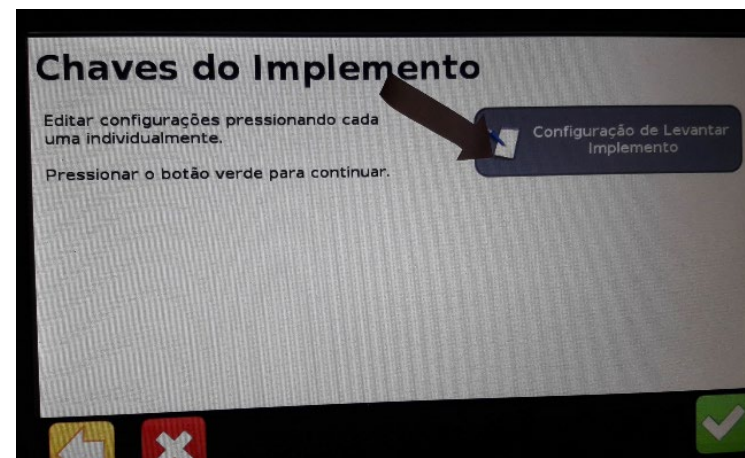 Chaves do Implemento
Editar configurações pressionando cada
uma individualmente.
Pressionar o botão verde para continuar.
Configuração de Levantar
Implemento